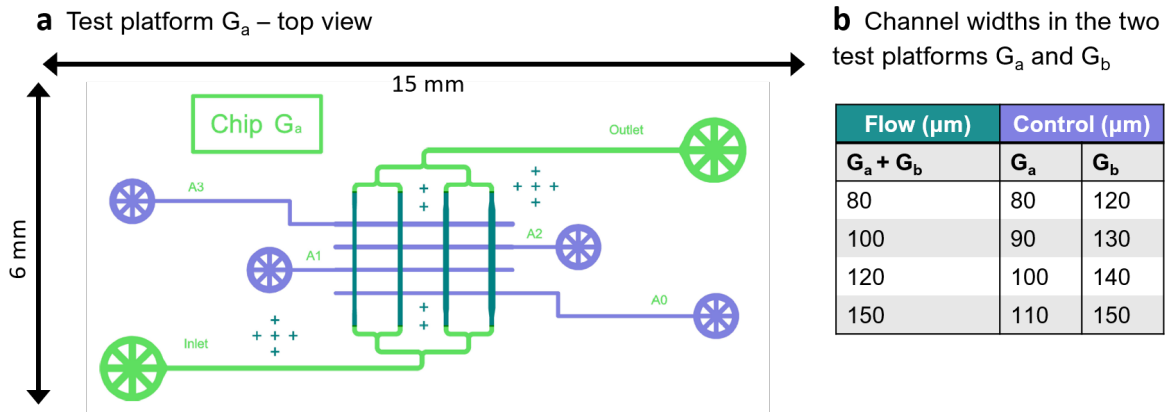 a Test platform Gₐ – top view
15 mm
6 mm
Chip Gₐ
Outlet
A3
A2
A1
A0
Inlet
b Channel widths in the two
test platforms Gₐ and G_b
Flow (µm) Control (µm)
Gₐ + G_b Gₐ G_b
80 80 120
100 90 130
120 100 140
150 110 150